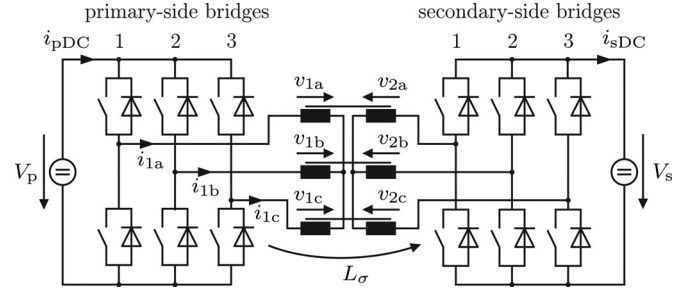 primary-side bridges secondary-side bridges
i_pDC 1 2 3 1 2 3 i_sDC
v_1a v_2a
v_1b v_2b
i_1a
V_p i_1b V_s
v_1c v_2c
i_1c
L_σ